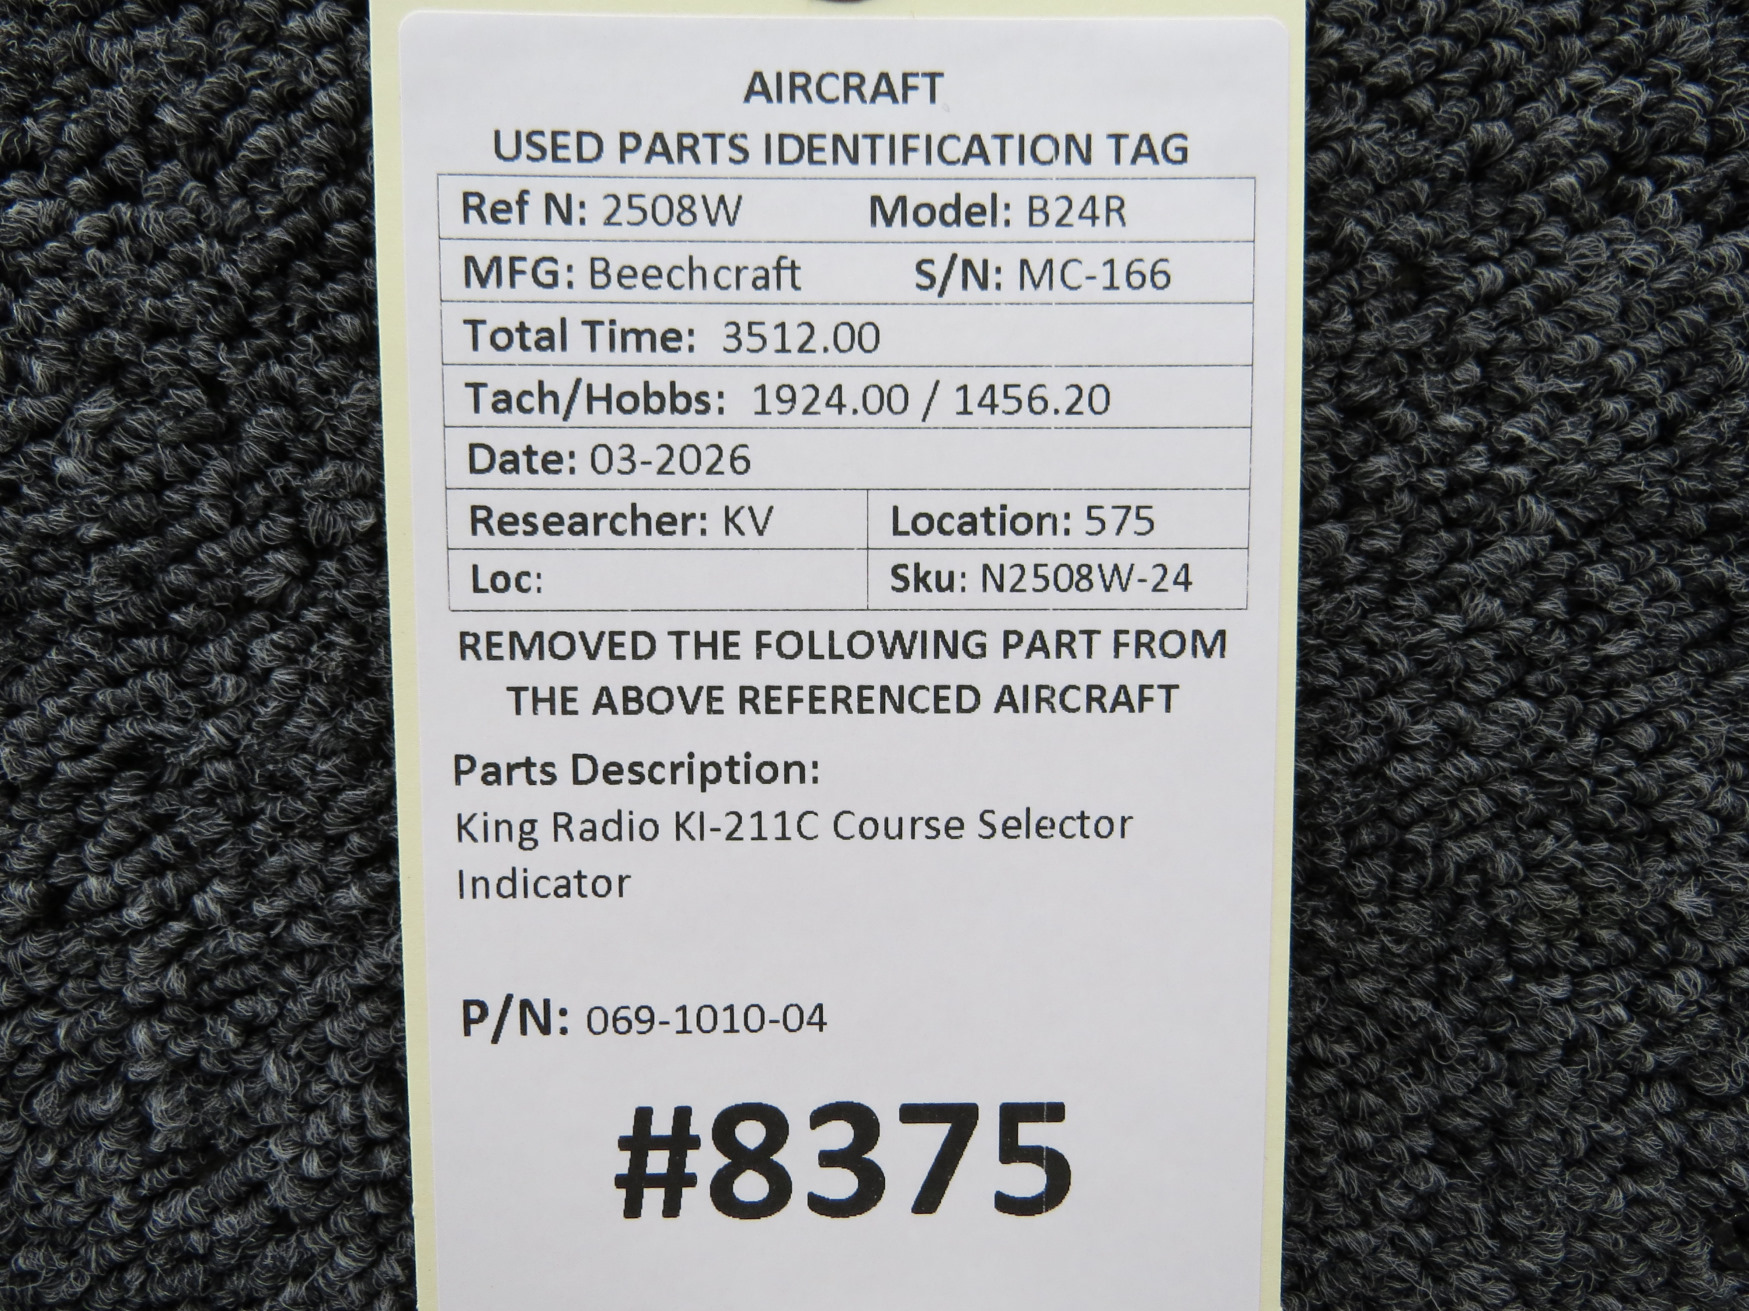 AIRCRAFT
USED PARTS IDENTIFICATION TAG
Ref N: 2508W Model: B24R
MFG: Beechcraft S/N: MC-166
Total Time: 3512.00
Tach/Hobbs: 1924.00 / 1456.20
Date: 03-2026
Researcher: KV Location: 575
Loc: Sku: N2508W-24
REMOVED THE FOLLOWING PART FROM
THE ABOVE REFERENCED AIRCRAFT
Parts Description:
King Radio KI-211C Course Selector
Indicator
P/N: 069-1010-04
#8375